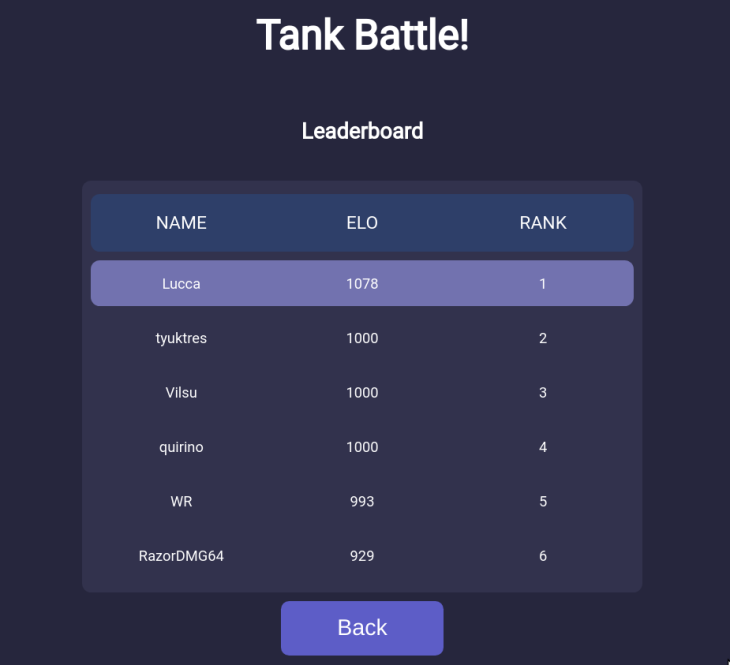 Tank Battle!
Leaderboard
NAME ELO RANK
Lucca 1078 1
tyuktres 1000 2
Vilsu 1000 3
quirino 1000 4
WR 993 5
RazorDMG64 929 6
Back